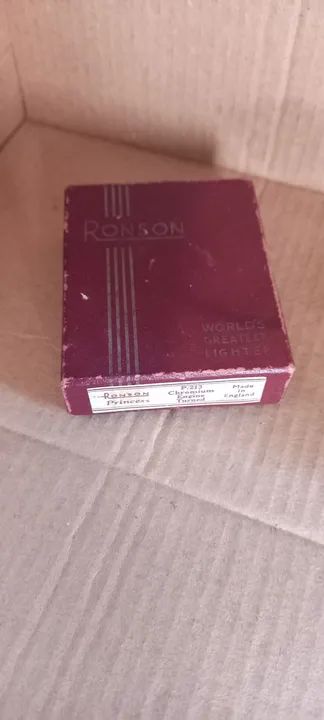 RONSON
WORLD'S
GREATEST
LIGHTER
RONSON
Princess
P.213
Chromium
Engine
Turned
Made
in
England